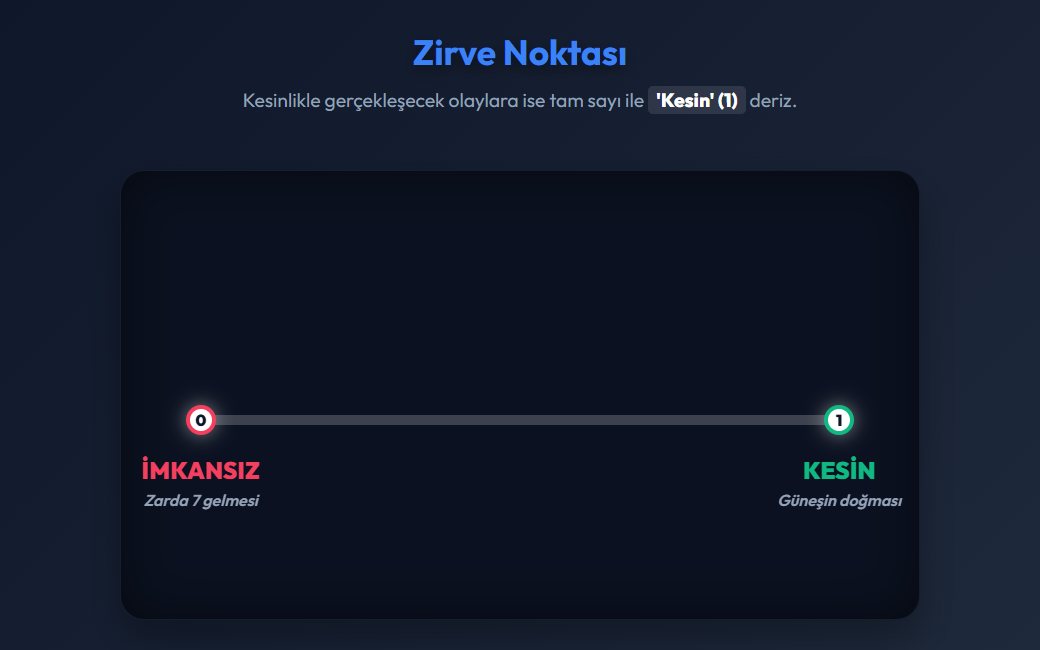 Zirve Noktası
Kesinlikle gerçekleşecek olaylara ise tam sayı ile 'Kesin' (1) deriz.
0
1
İMKANSIZ
KESİN
Zarda 7 gelmesi
Güneşin doğması